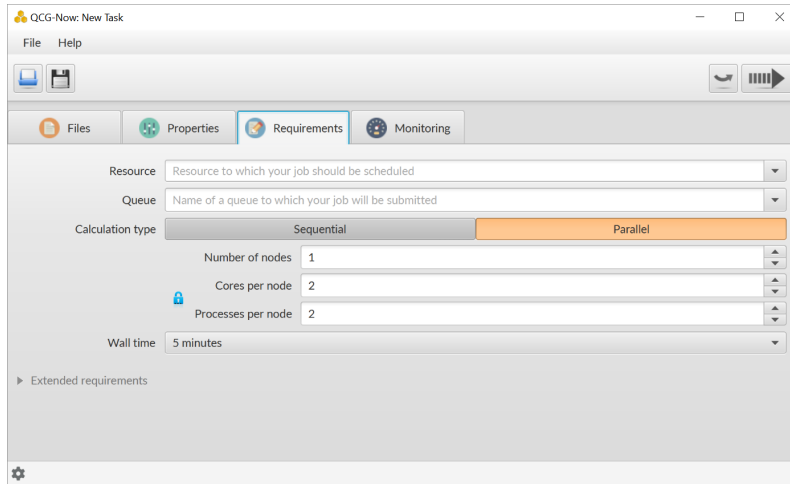 QCG-Now: New Task
File Help
Files Properties Requirements Monitoring
Resource Resource to which your job should be scheduled
Queue Name of a queue to which your job will be submitted
Calculation type Sequential Parallel
Number of nodes 1
Cores per node 2
Processes per node 2
Wall time 5 minutes
Extended requirements